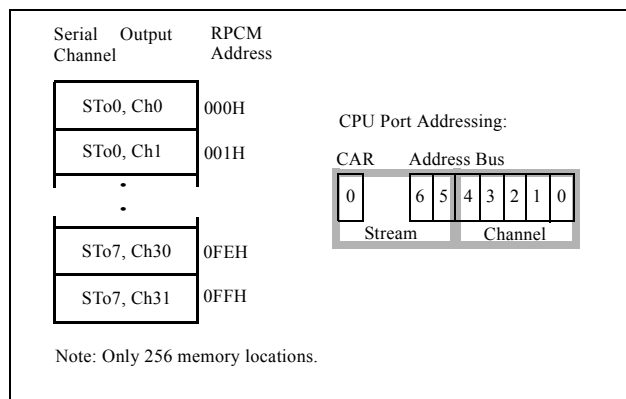 Serial Output RPCM
Channel Address
STo0, Ch0 000H
STo0, Ch1 001H
STo7, Ch30 0FEH
STo7, Ch31 0FFH
Note: Only 256 memory locations.
CPU Port Addressing:
CAR Address Bus
0 6 5 4 3 2 1 0
Stream Channel